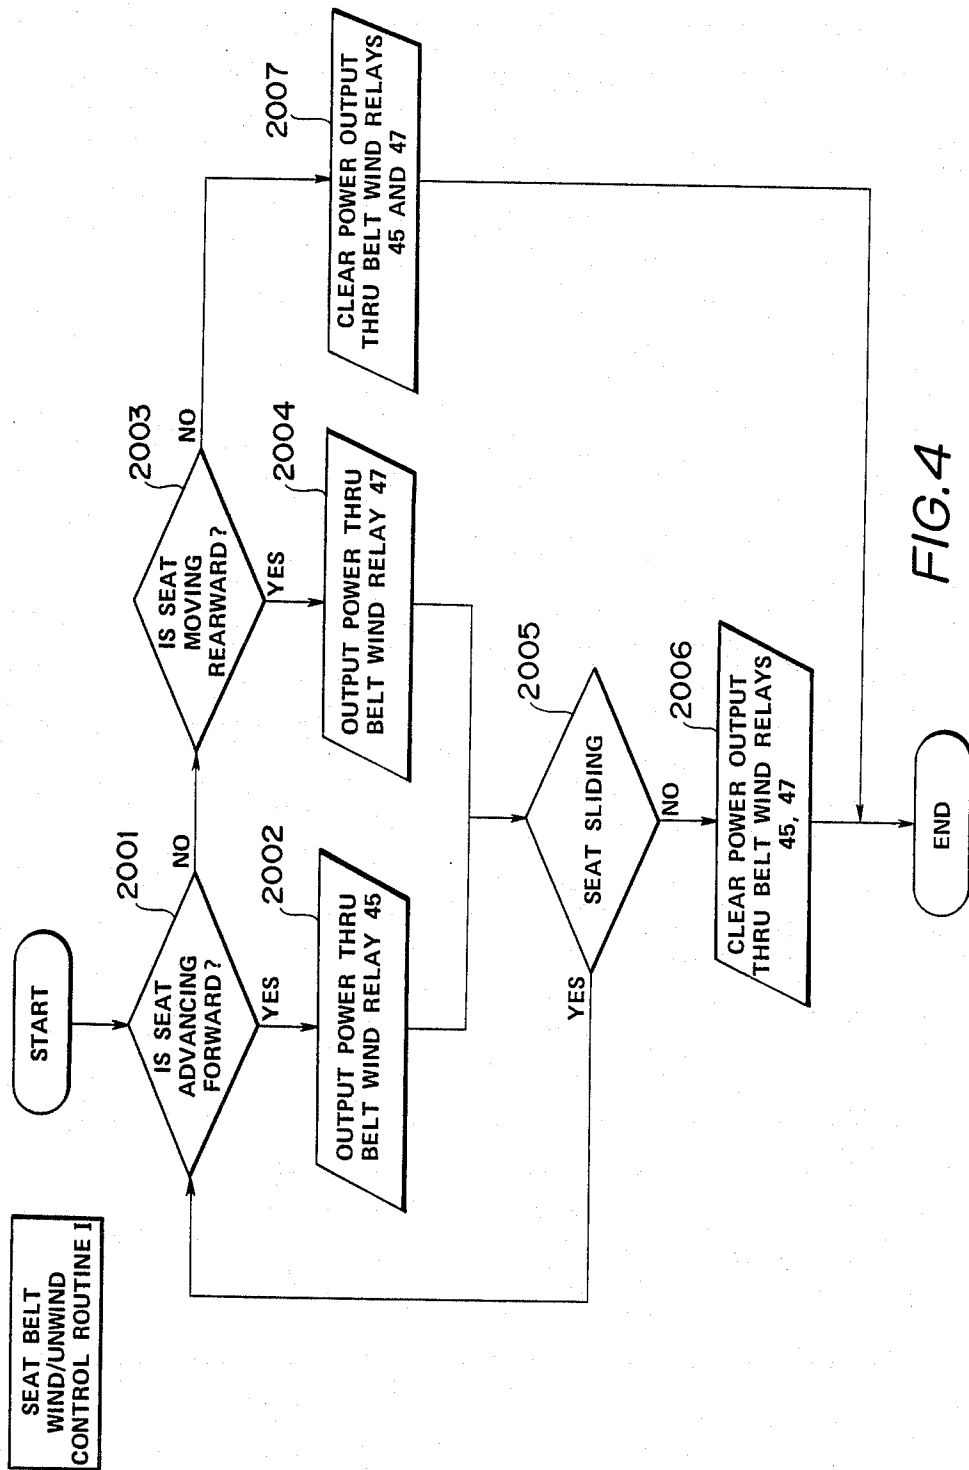 SEAT BELT
WIND/UNWIND
CONTROL ROUTINE I
START
2001
IS SEAT
ADVANCING
FORWARD?
NO
YES
2003
IS SEAT
MOVING
REARWARD?
NO
YES
2002
OUTPUT POWER THRU
BELT WIND RELAY 45
2004
OUTPUT POWER THRU
BELT WIND RELAY 47
2007
CLEAR POWER OUTPUT
THRU BELT WIND RELAYS
45 AND 47
2005
SEAT SLIDING
YES
NO
2006
CLEAR POWER OUTPUT
THRU BELT WIND RELAYS
45, 47
END
FIG.4